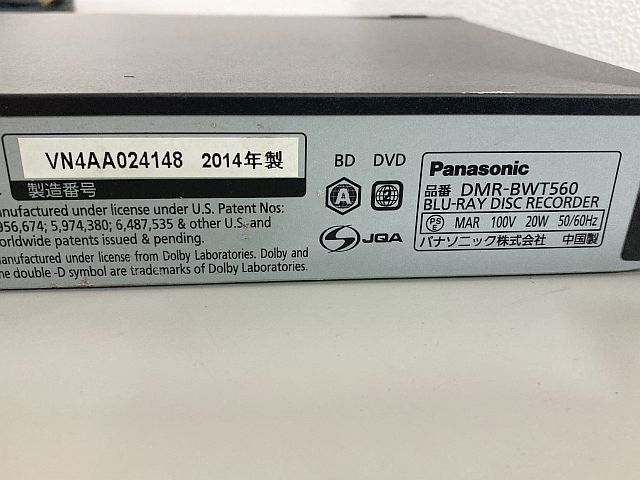 VN4AA024148 2014年製
製造番号
anufactured under license under U.S. Patent Nos:
956,674; 5,974,380; 6,487,535 & other U.S. and
orldwide patents issued & pending.
anufactured under license from Dolby Laboratories. Dolby and
e double-D symbol are trademarks of Dolby Laboratories.
BD DVD
A 2
JQA
Panasonic
品番 DMR-BWT560
BLU-RAY DISC RECORDER
PS E MAR 100V 20W 50/60Hz
パナソニック株式会社 中国製